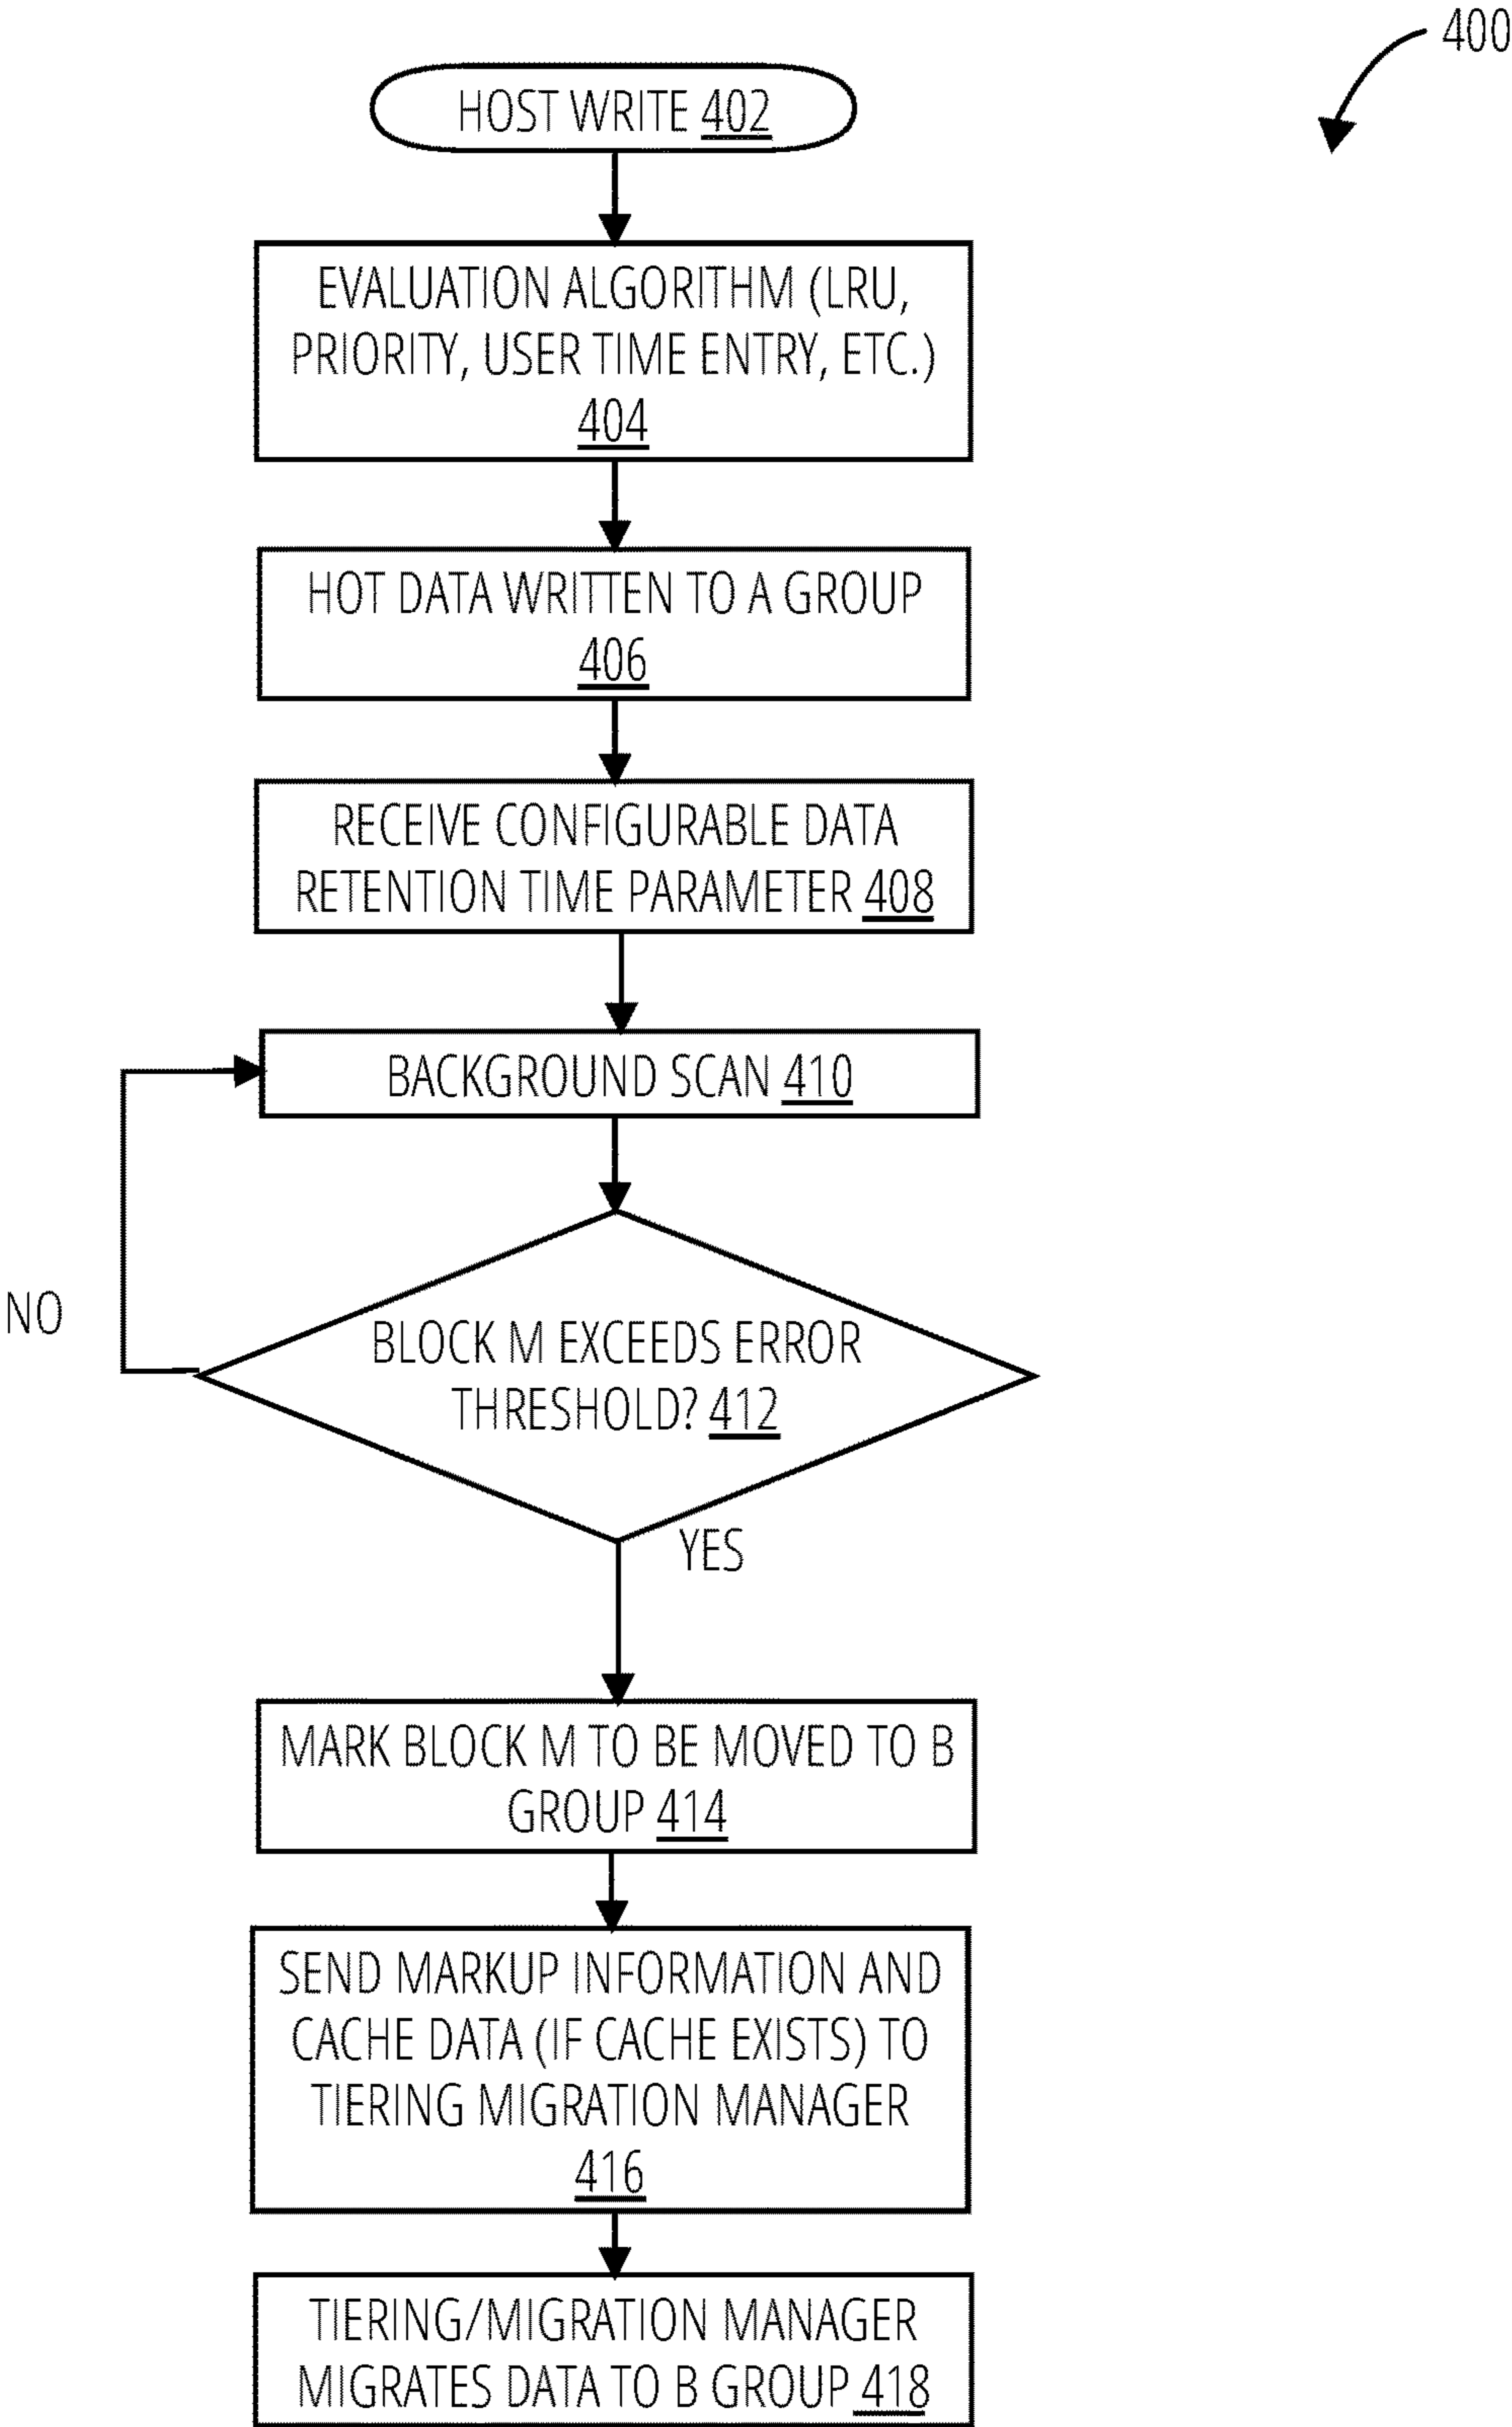 400
HOST WRITE 402
EVALUATION ALGORITHM (LRU,
PRIORITY, USER TIME ENTRY, ETC.)
404
HOT DATA WRITTEN TO A GROUP
406
RECEIVE CONFIGURABLE DATA
RETENTION TIME PARAMETER 408
BACKGROUND SCAN 410
NO
BLOCK M EXCEEDS ERROR
THRESHOLD? 412
YES
MARK BLOCK M TO BE MOVED TO B
GROUP 414
SEND MARKUP INFORMATION AND
CACHE DATA (IF CACHE EXISTS) TO
TIERING MIGRATION MANAGER
416
TIERING/MIGRATION MANAGER
MIGRATES DATA TO B GROUP 418